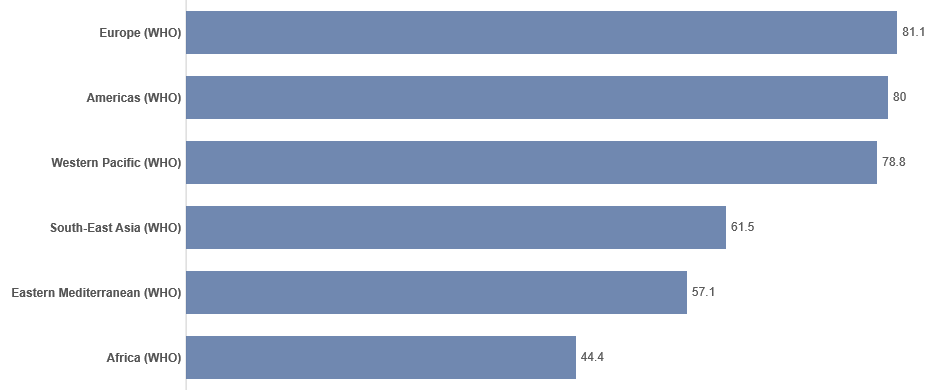 Europe (WHO) 81.1
Americas (WHO) 80
Western Pacific (WHO) 78.8
South-East Asia (WHO) 61.5
Eastern Mediterranean (WHO) 57.1
Africa (WHO) 44.4